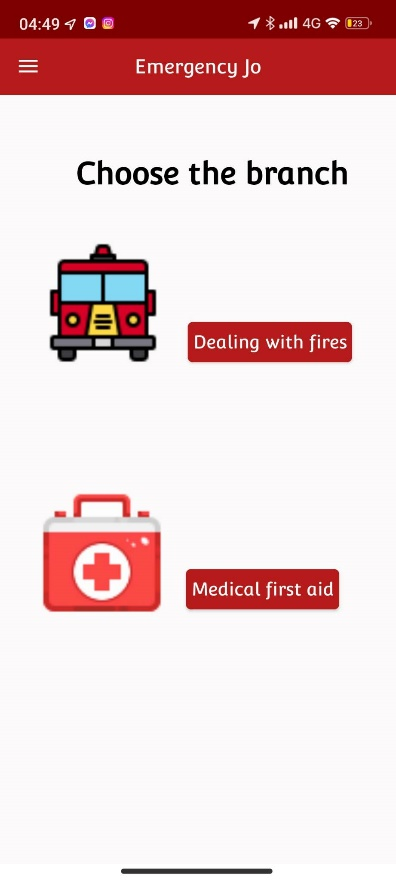 04:49 4G 23
Emergency Jo
Choose the branch
Dealing with fires
Medical first aid